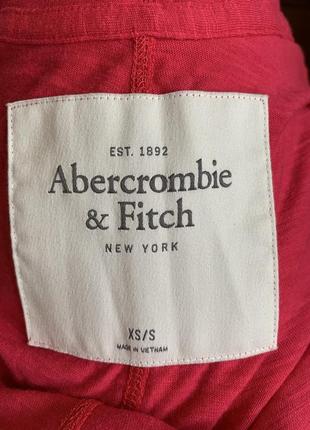 EST. 1892
Abercrombie
& Fitch
NEW YORK
XS/S
MADE IN VIETNAM